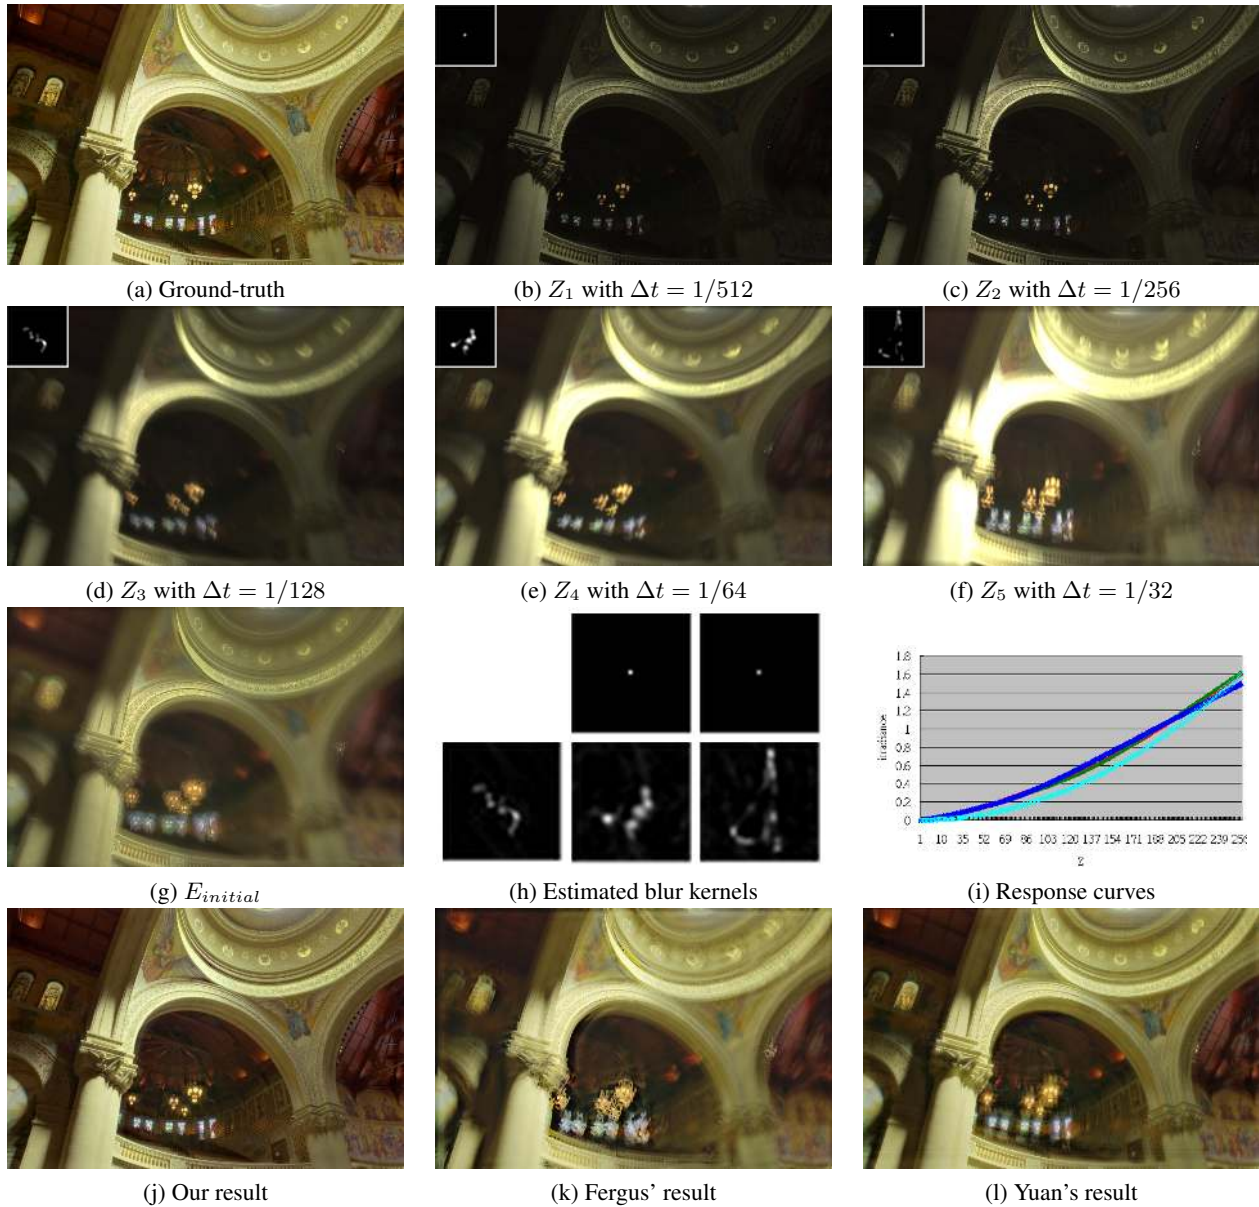 (a) Ground-truth
(b) Z₁ with Δt = 1/512
(c) Z₂ with Δt = 1/256
(d) Z₃ with Δt = 1/128
(e) Z₄ with Δt = 1/64
(f) Z₅ with Δt = 1/32
1.8
1.6
1.4
1.2
1
0.8
0.6
0.4
0.2
0
irradiance
1 35 52 69 86 103 120 137 154 171 188 205 222 239 256
Z
(g) E_initial
(h) Estimated blur kernels
(i) Response curves
(j) Our result
(k) Fergus' result
(l) Yuan's result